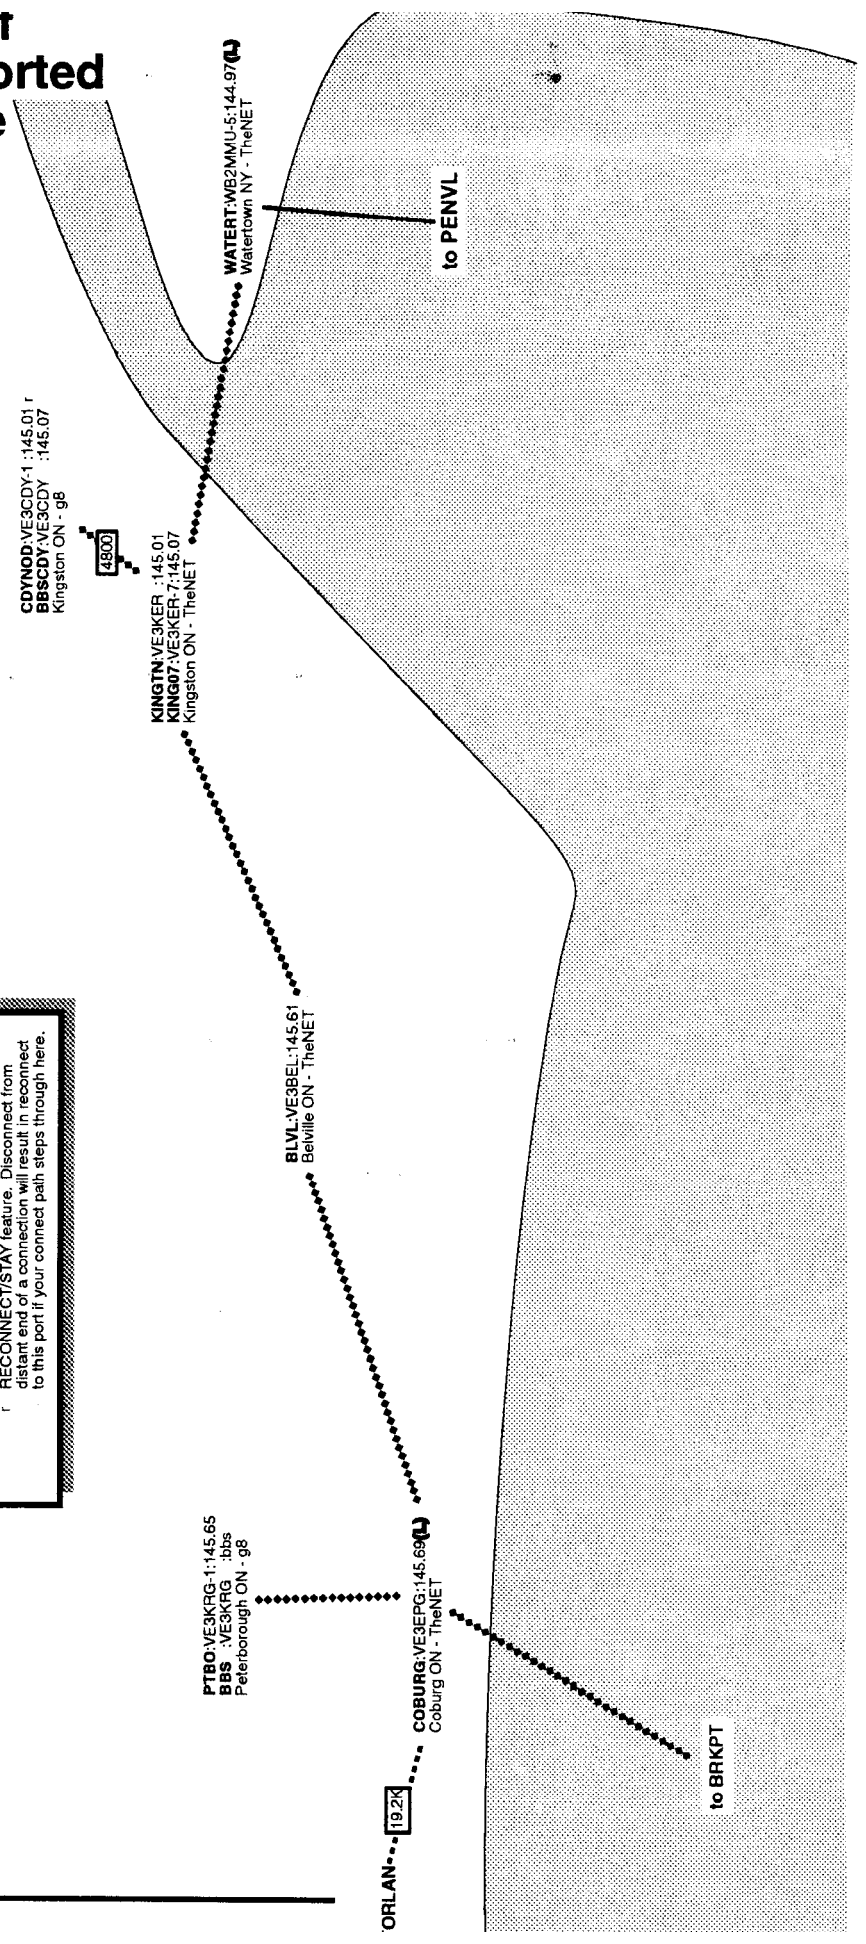 orted
RECONNECT/STAY feature. Disconnect from
distant end of a connection will result in reconnect
to this port if your connect path steps through here.
r
CDYNOD:VE3CDY-1 :145.01 r
BBSCDY:VE3CDY :145.07
Kingston ON - g8
4800
KINGTN:VE3KER :145.01
KING07:VE3KER-7:145.07
Kingston ON - TheNET
WATERT:WB2MMU-5:144.97(L)
Watertown NY - TheNET
to PENVL
BLVL:VE3BEL:145.61
Belville ON - TheNET
PTBO:VE3KRG-1:145.65
BBS :VE3KRG :bbs
Peterborough ON - g8
COBURG:VE3EPG:145.69(L)
Coburg ON - TheNET
19.2K
ORLAN
to BRKPT